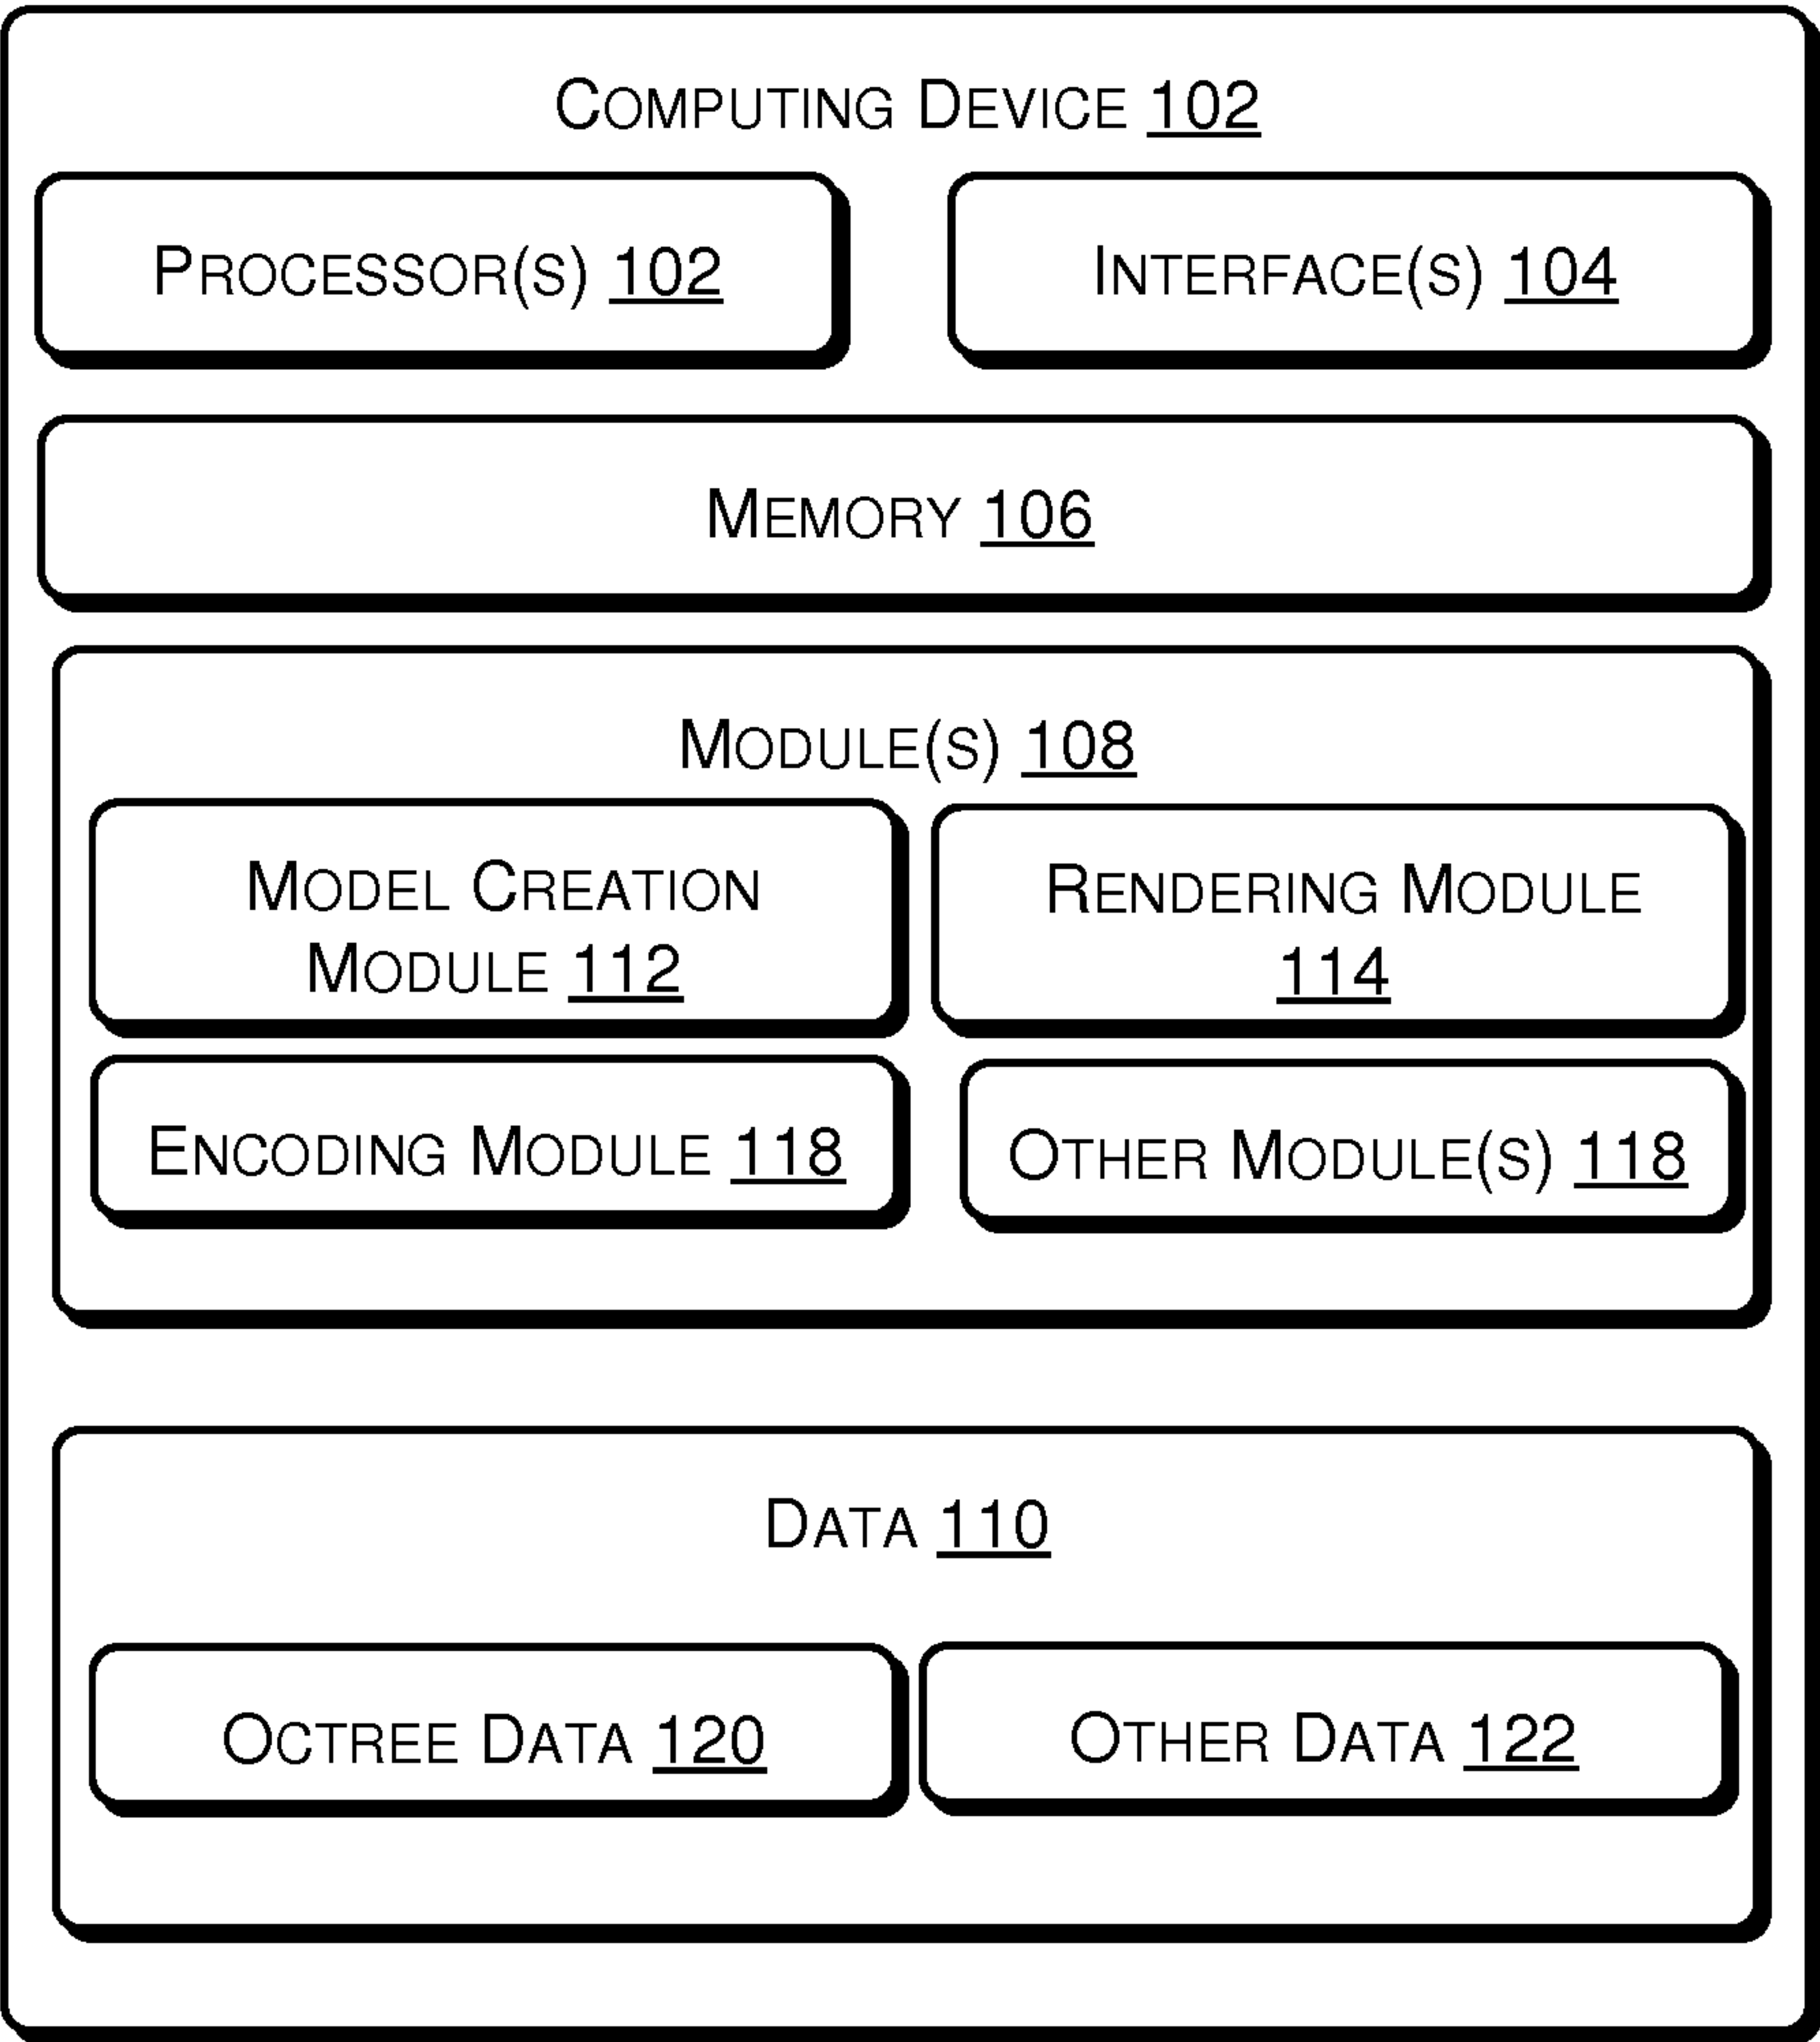 COMPUTING DEVICE 102
PROCESSOR(S) 102
INTERFACE(S) 104
MEMORY 106
MODULE(S) 108
MODEL CREATION
MODULE 112
RENDERING MODULE
114
ENCODING MODULE 118
OTHER MODULE(S) 118
DATA 110
OCTREE DATA 120
OTHER DATA 122